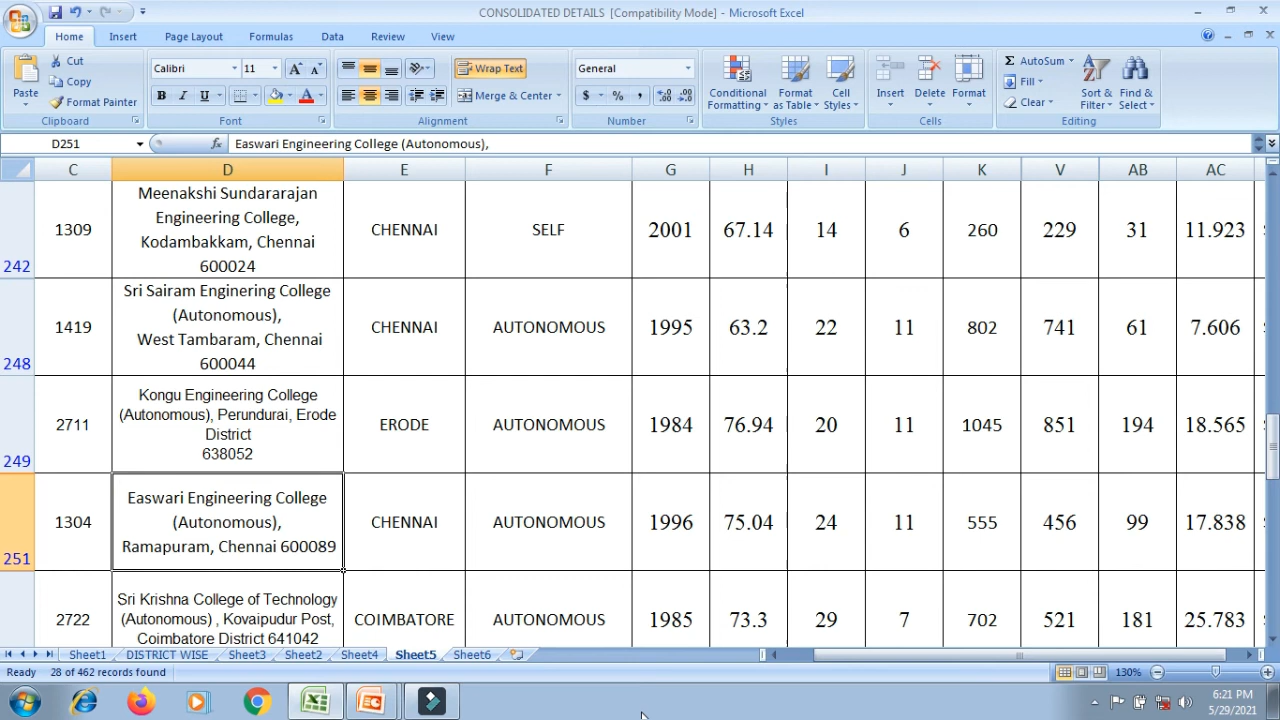 CONSOLIDATED DETAILS [Compatibility Mode] - Microsoft Excel
Home Insert Page Layout Formulas Data Review View
Paste
Cut
Copy
Format Painter
Clipboard
Calibri 11 A A
B I U A
Font
Wrap Text
Merge & Center
Alignment
General
$ % ,
Number
Conditional Formatting
Format as Table
Cell Styles
Styles
Insert Delete Format
Cells
Σ AutoSum
Fill
Clear
Sort & Filter
Find & Select
Editing
D251 fx Easwari Engineering College (Autonomous),
C D E F G H I J K V AB AC
242 1309 Meenakshi Sundararajan
Engineering College,
Kodambakkam, Chennai
600024
CHENNAI SELF 2001 67.14 14 6 260 229 31 11.923
248 1419 Sri Sairam Enginering College
(Autonomous),
West Tambaram, Chennai
600044
CHENNAI AUTONOMOUS 1995 63.2 22 11 802 741 61 7.606
249 2711 Kongu Engineering College
(Autonomous), Perundurai, Erode
District
638052
ERODE AUTONOMOUS 1984 76.94 20 11 1045 851 194 18.565
251 1304 Easwari Engineering College
(Autonomous),
Ramapuram, Chennai 600089
CHENNAI AUTONOMOUS 1996 75.04 24 11 555 456 99 17.838
2722 Sri Krishna College of Technology
(Autonomous) , Kovaipudur Post,
Coimbatore District 641042
COIMBATORE AUTONOMOUS 1985 73.3 29 7 702 521 181 25.783
Sheet1 DISTRICT WISE Sheet3 Sheet2 Sheet4 Sheet5 Sheet6
Ready 28 of 462 records found 130%
6:21 PM
5/29/2021